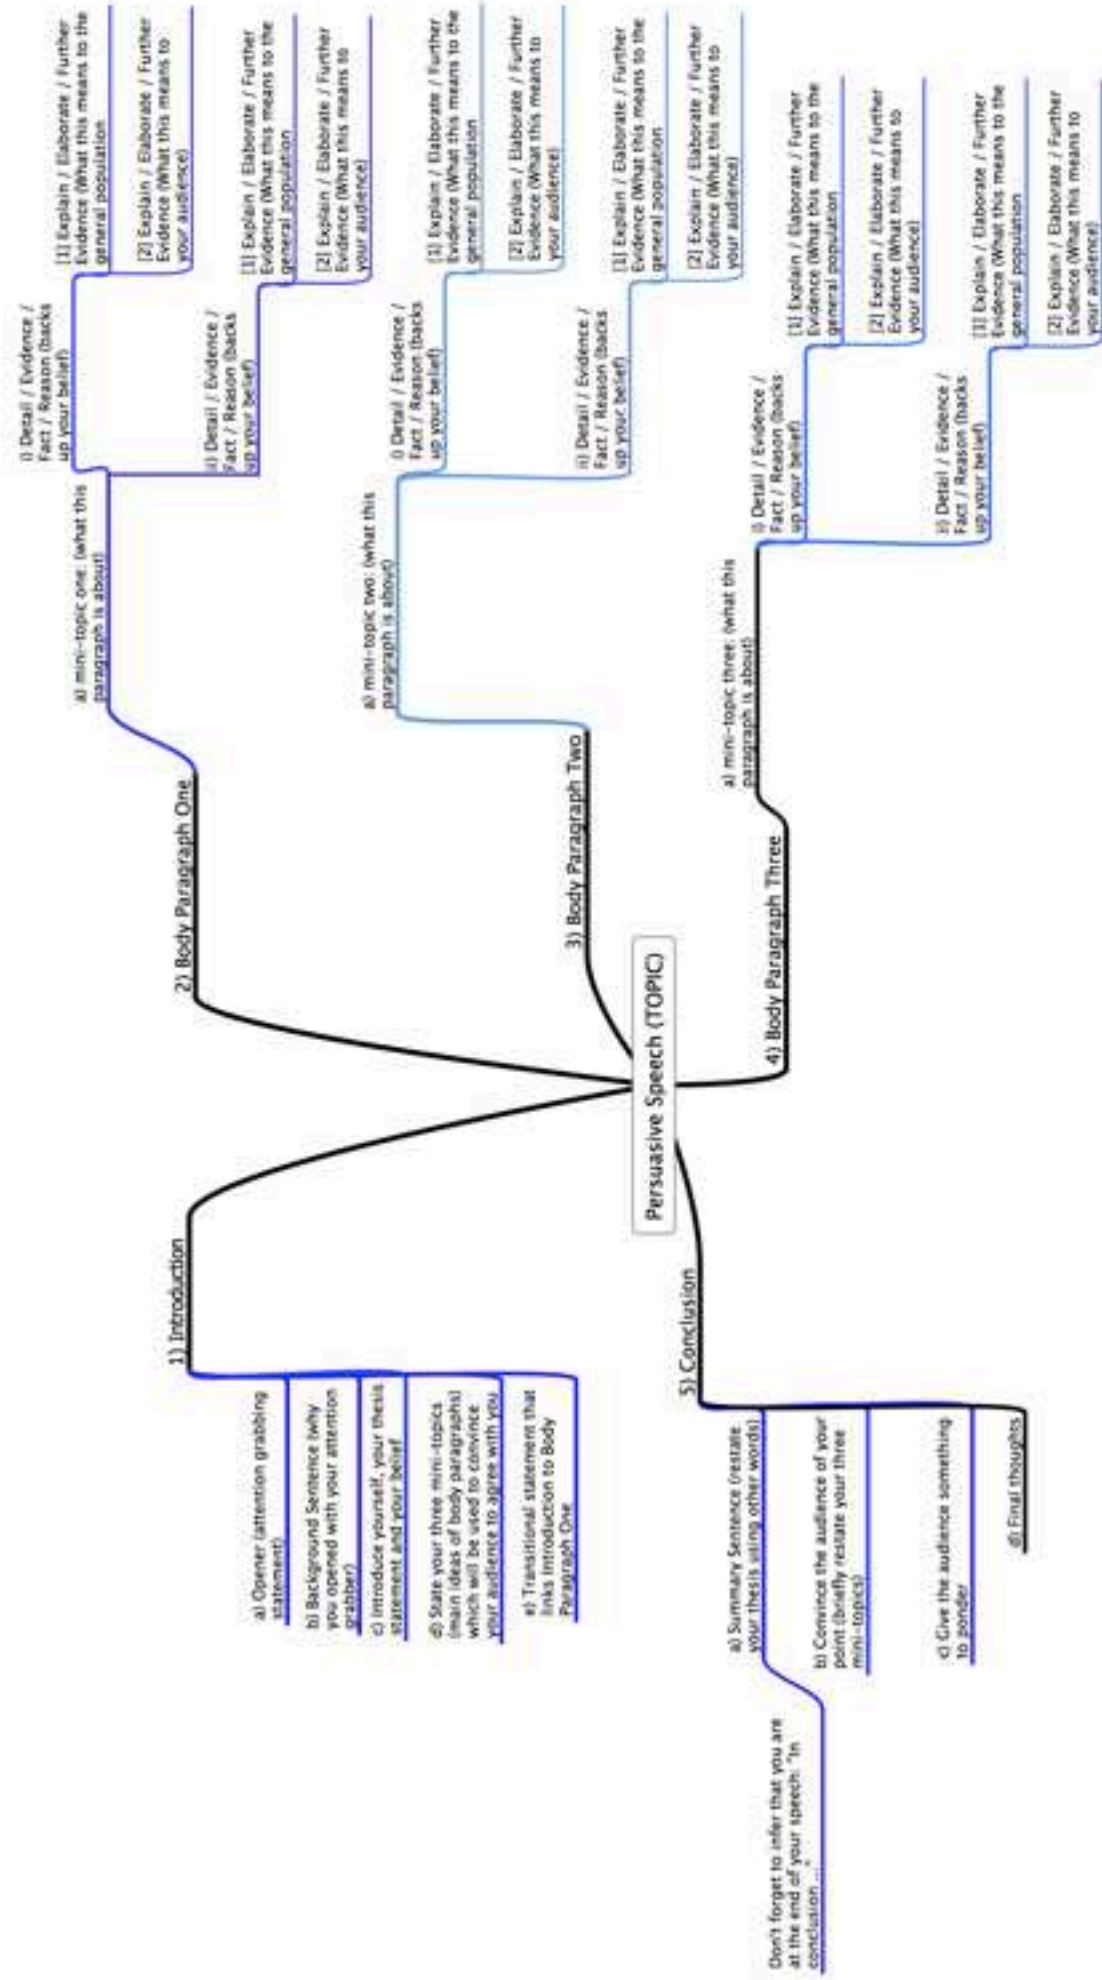 Persuasive Speech (TOPIC)
1) Introduction
a) Opener (attention grabbing
statement)
b) Background Sentence (why
you opened with your attention
grabber)
c) Introduce yourself, your thesis
statement and your belief
d) State your three mini-topics
(main ideas of body paragraphs)
which will be used to convince
your audience to agree with you
e) Transitional statement that
links Introduction to Body
Paragraph One
2) Body Paragraph One
a) mini-topic one: (what this
paragraph is about)
i) Detail / Evidence /
Fact / Reason (backs
up your belief)
[1] Explain / Elaborate / Further
Evidence (What this means to the
general population
[2] Explain / Elaborate / Further
Evidence (What this means to
your audience)
ii) Detail / Evidence /
Fact / Reason (backs
up your belief)
[1] Explain / Elaborate / Further
Evidence (What this means to the
general population
[2] Explain / Elaborate / Further
Evidence (What this means to
your audience)
3) Body Paragraph Two
a) mini-topic two: (what this
paragraph is about)
i) Detail / Evidence /
Fact / Reason (backs
up your belief)
[1] Explain / Elaborate / Further
Evidence (What this means to the
general population
[2] Explain / Elaborate / Further
Evidence (What this means to
your audience)
ii) Detail / Evidence /
Fact / Reason (backs
up your belief)
[1] Explain / Elaborate / Further
Evidence (What this means to the
general population
[2] Explain / Elaborate / Further
Evidence (What this means to
your audience)
4) Body Paragraph Three
a) mini-topic three: (what this
paragraph is about)
i) Detail / Evidence /
Fact / Reason (backs
up your belief)
[1] Explain / Elaborate / Further
Evidence (What this means to the
general population
[2] Explain / Elaborate / Further
Evidence (What this means to
your audience)
ii) Detail / Evidence /
Fact / Reason (backs
up your belief)
[1] Explain / Elaborate / Further
Evidence (What this means to the
general population
[2] Explain / Elaborate / Further
Evidence (What this means to
your audience)
5) Conclusion
a) Summary Sentence (restate
your thesis using other words)
Don't forget to infer that you are
at the end of your speech: "In
conclusion ..."
b) Convince the audience of your
point (briefly restate your three
mini-topics)
c) Give the audience something
to ponder
d) Final thoughts